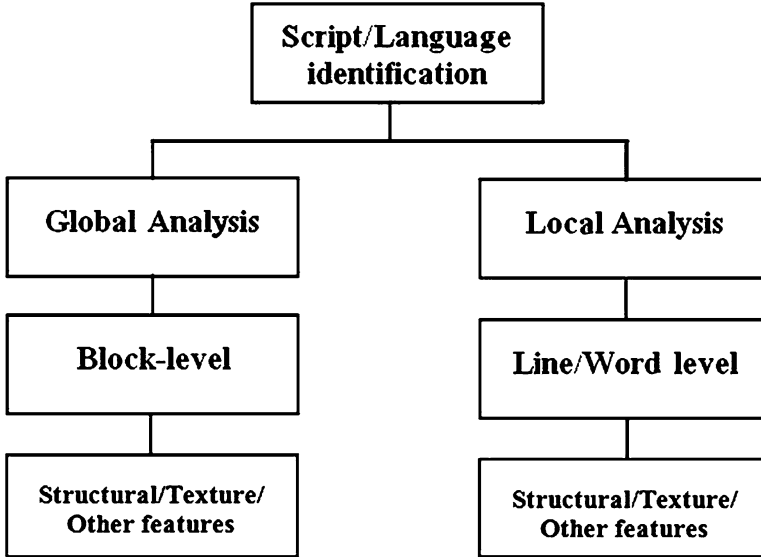 Script/Language
identification
Global Analysis
Local Analysis
Block-level
Line/Word level
Structural/Texture/
Other features
Structural/Texture/
Other features